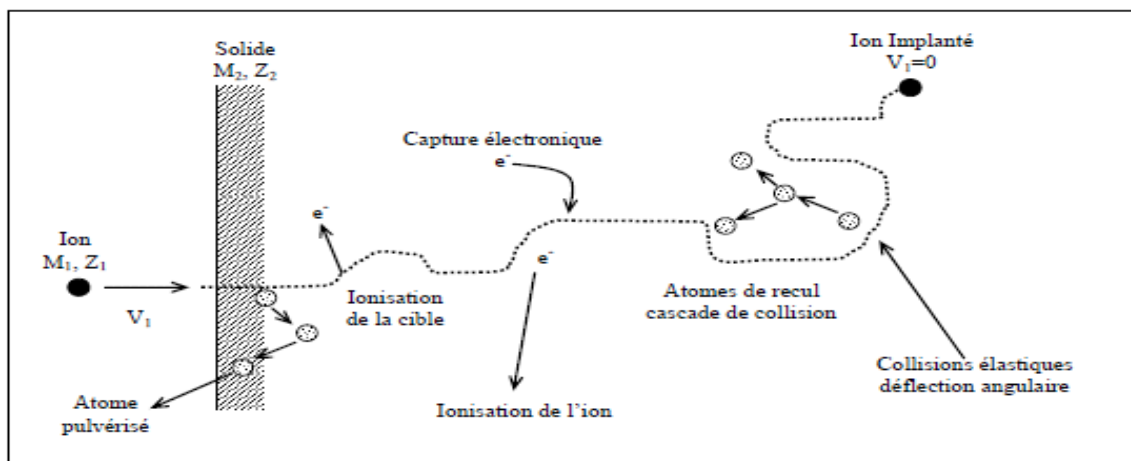 Solide
M₂, Z₂
Ion Implanté
V₁=0
Capture électronique
e⁻
e⁻
Ion
M₁, Z₁
V₁
Ionisation
de la cible
e⁻
Atomes de recul
cascade de collision
Collisions élastiques
déflection angulaire
Atome
pulvérisé
Ionisation de l’ion